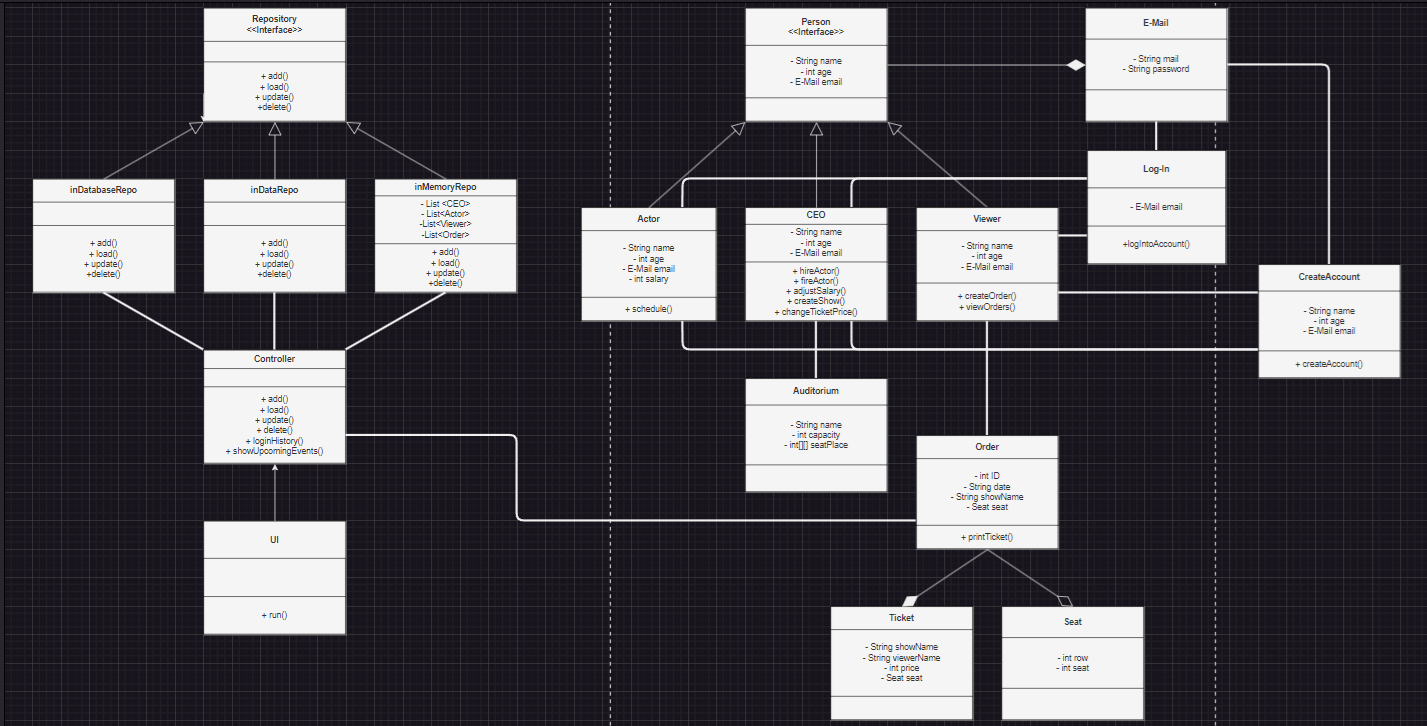 Repository
<<Interface>>
+ add()
+ load()
+ update()
+delete()
Person
<<Interface>>
- String name
- int age
- E-Mail email
E-Mail
- String mail
- String password
inDatabaseRepo
+ add()
+ load()
+ update()
+delete()
inDataRepo
+ add()
+ load()
+ update()
+delete()
inMemoryRepo
- List <CEO>
- List<Actor>
-List<Viewer>
-List<Order>
+ add()
+ load()
+ update()
+delete()
Log-In
- E-Mail email
+logIntoAccount()
Actor
- String name
- int age
- E-Mail email
- int salary
+ schedule()
CEO
- String name
- int age
- E-Mail email
+ hireActor()
+ fireActor()
+ adjustSalary()
+ createShow()
+ changeTicketPrice()
Viewer
- String name
- int age
- E-Mail email
+ createOrder()
+ viewOrders()
CreateAccount
- String name
- int age
- E-Mail email
+ createAccount()
Controller
+ add()
+ load()
+ update()
+ delete()
+ loginHistory()
+ showUpcomingEvents()
Auditorium
- String name
- int capacity
- int[][] seatPlace
Order
- int ID
- String date
- String showName
- Seat seat
+ printTicket()
UI
+ run()
Ticket
- String showName
- String viewerName
- int price
- Seat seat
Seat
- int row
- int seat